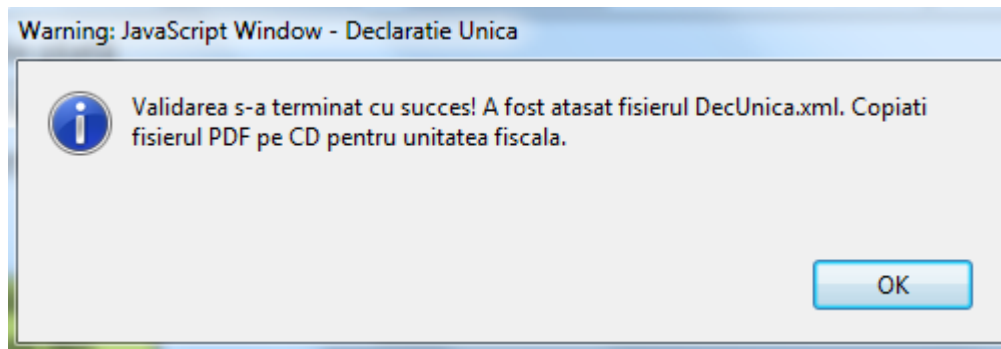 Warning: JavaScript Window - Declaratie Unica
Validarea s-a terminat cu succes! A fost atasat fisierul DecUnica.xml. Copiati
fisierul PDF pe CD pentru unitatea fiscala.
OK